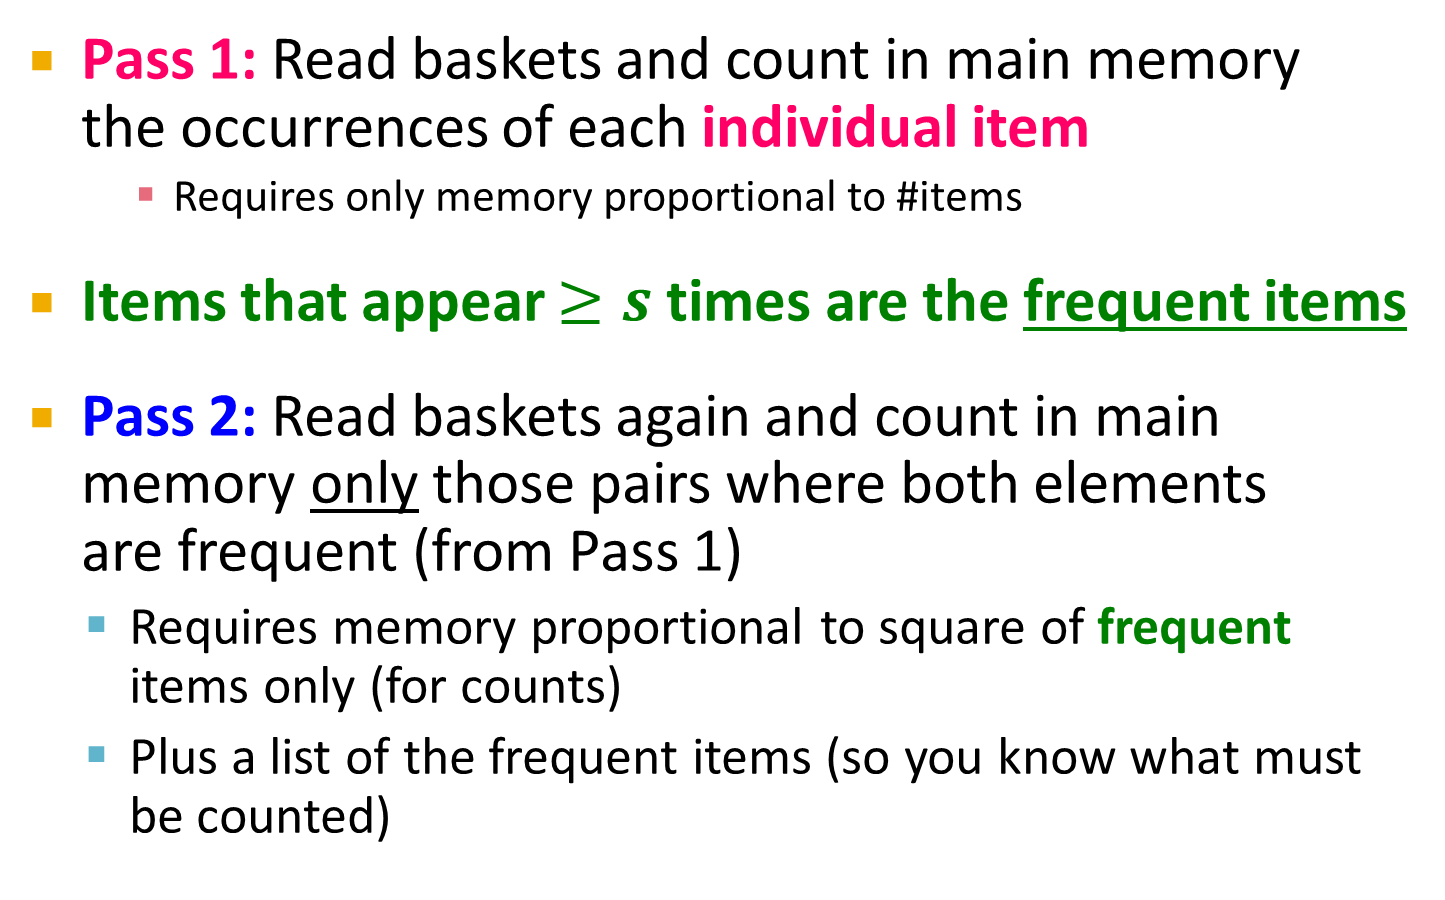 Pass 1: Read baskets and count in main memory
the occurrences of each individual item
Requires only memory proportional to #items
Items that appear ≥ s times are the frequent items
Pass 2: Read baskets again and count in main
memory only those pairs where both elements
are frequent (from Pass 1)
Requires memory proportional to square of frequent
items only (for counts)
Plus a list of the frequent items (so you know what must
be counted)